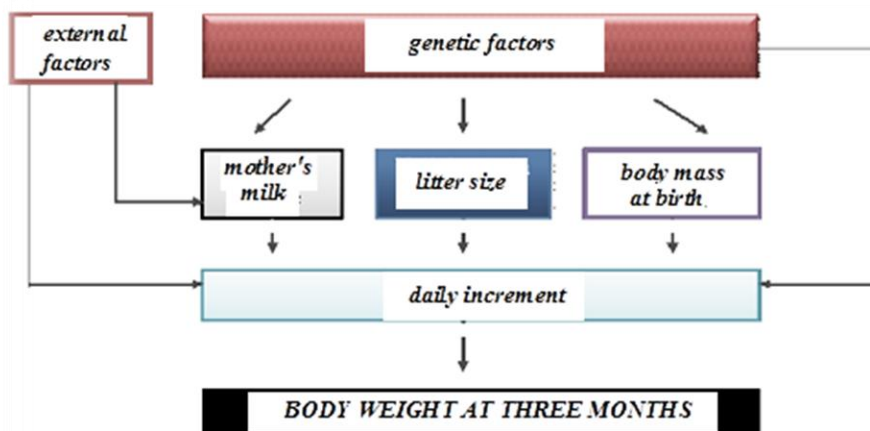 external
factors
genetic factors
mother's
milk
litter size
body mass
at birth
daily increment
BODY WEIGHT AT THREE MONTHS